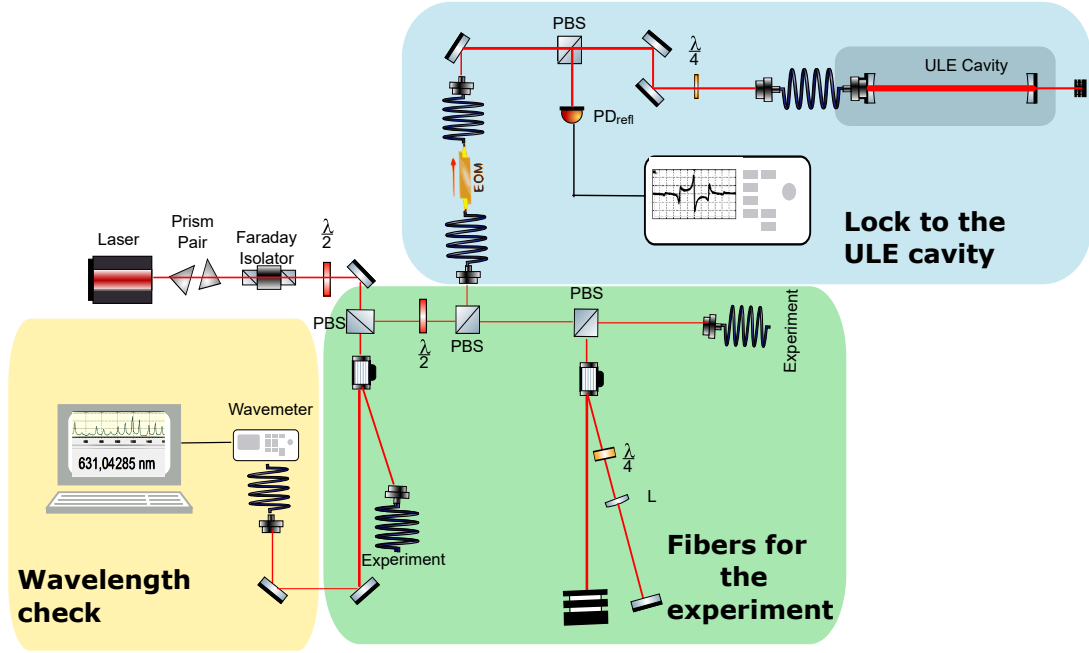 PBS
λ
4
ULE Cavity
PD_refl
EOM
Lock to the
ULE cavity
Laser
Prism
Pair
Faraday
Isolator
λ
2
PBS
λ
2
PBS
PBS
Experiment
Wavemeter
631,04285 nm
Experiment
λ
4
L
Wavelength
check
Fibers for
the
experiment